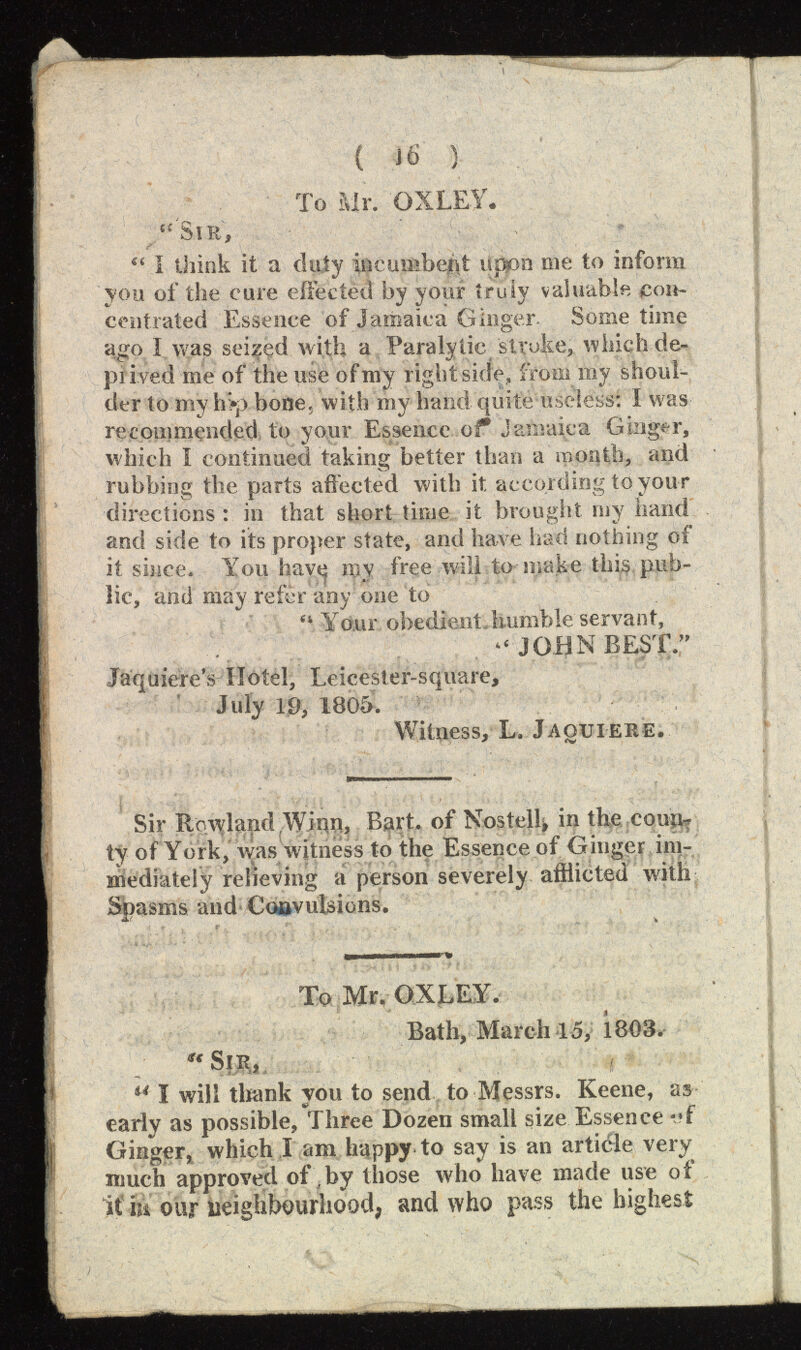 ( 16 )
To Mr. OXLEY.
“ SIR,
“ I think it a duty incumbent upon me to inform
you of the cure effected by your truly valuable con-
centrated Essence of Jamaica Ginger. Some time
ago I was seized with a Paralytic stroke, which de-
prived me of the use of my right side, from my shoul-
der to my hip bone, with my hand quite useless: I was
recommended to your Essence of Jamaica Ginger,
which I continued taking better than a month, and
rubbing the parts affected with it according to your
directions : in that short time it brought my hand
and side to its proper state, and have had nothing of
it since. You have my free will to make this pub-
lic, and may refer any one to
“ Your obedient humble servant,
“ JOHN BEST.”
Jaquiere's Hotel, Leicester-square,
July 19, 1805.
Witness, L. JAQUIERE.
Sir Rowland Winn, Bart. of Nostell, in the coun-
ty of York, was witness to the Essence of Ginger im-
mediately relieving a person severely afflicted with
Spasms and Convulsions.
To Mr. OXLEY.
Bath, March 15, 1803.
“ SIR,
“ I will thank you to send to Messrs. Keene, as
early as possible, Three Dozen small size Essence of
Ginger, which I am happy to say is an article very
much approved of by those who have made use of
it in our neighbourhood, and who pass the highest